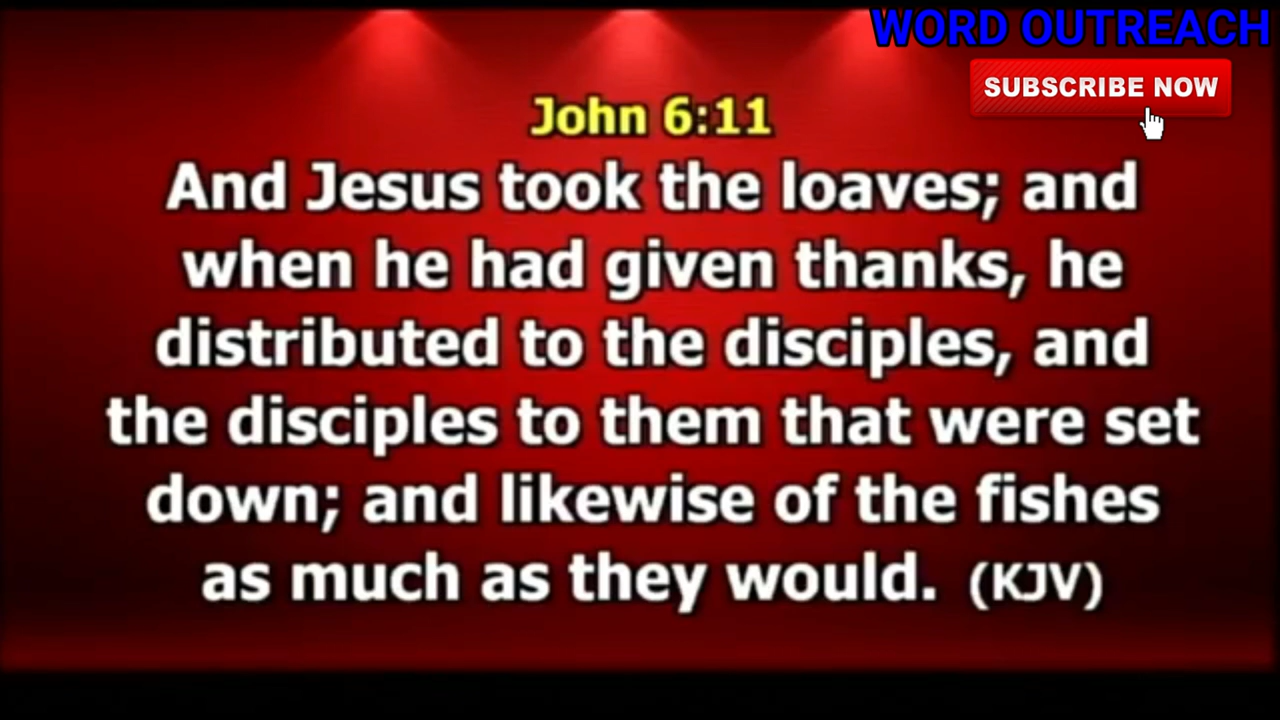 WORD OUTREACH
SUBSCRIBE NOW
John 6:11
And Jesus took the loaves; and
when he had given thanks, he
distributed to the disciples, and
the disciples to them that were set
down; and likewise of the fishes
as much as they would. (KJV)